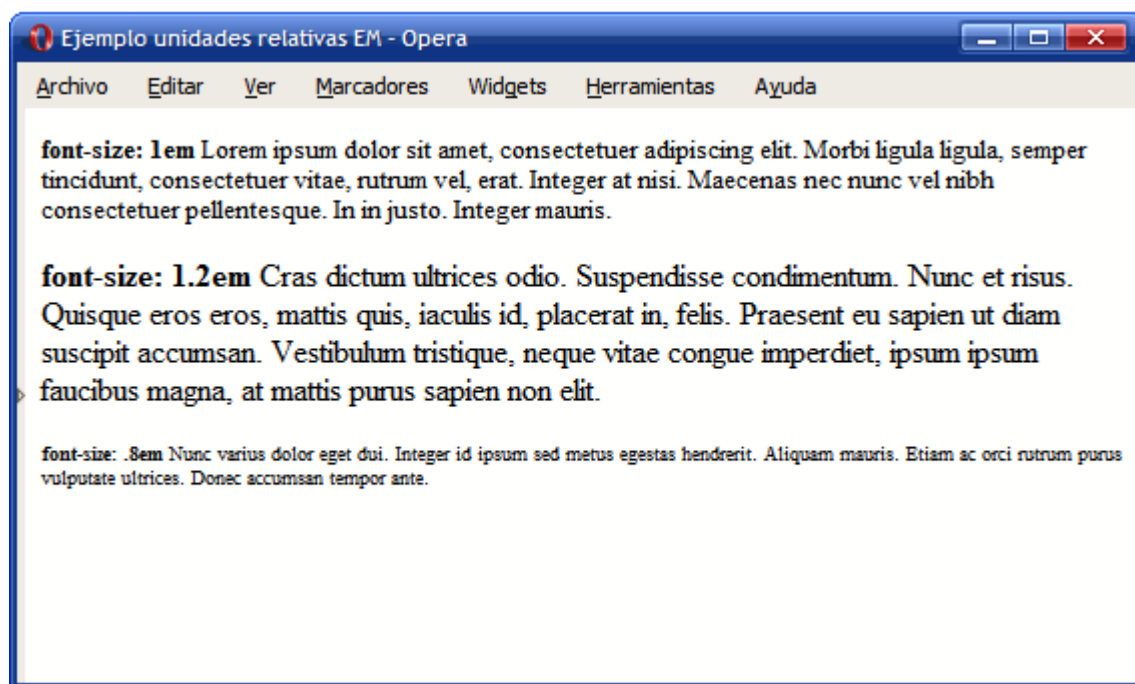 Ejemplo unidades relativas EM - Opera
Archivo Editar Ver Marcadores Widgets Herramientas Ayuda
font-size: 1em Lorem ipsum dolor sit amet, consectetuer adipiscing elit. Morbi ligula ligula, semper
tincidunt, consectetuer vitae, rutrum vel, erat. Integer at nisi. Maecenas nec nunc vel nibh
consectetuer pellentesque. In in justo. Integer mauris.
font-size: 1.2em Cras dictum ultrices odio. Suspendisse condimentum. Nunc et risus.
Quisque eros eros, mattis quis, iaculis id, placerat in, felis. Praesent eu sapien ut diam
suscipit accumsan. Vestibulum tristique, neque vitae congue imperdiet, ipsum ipsum
faucibus magna, at mattis purus sapien non elit.
font-size: .8em Nunc varius dolor eget dui. Integer id ipsum sed metus egestas hendrerit. Aliquam mauris. Etiam ac orci rutrum purus
vulputate ultrices. Donec accumsan tempor ante.